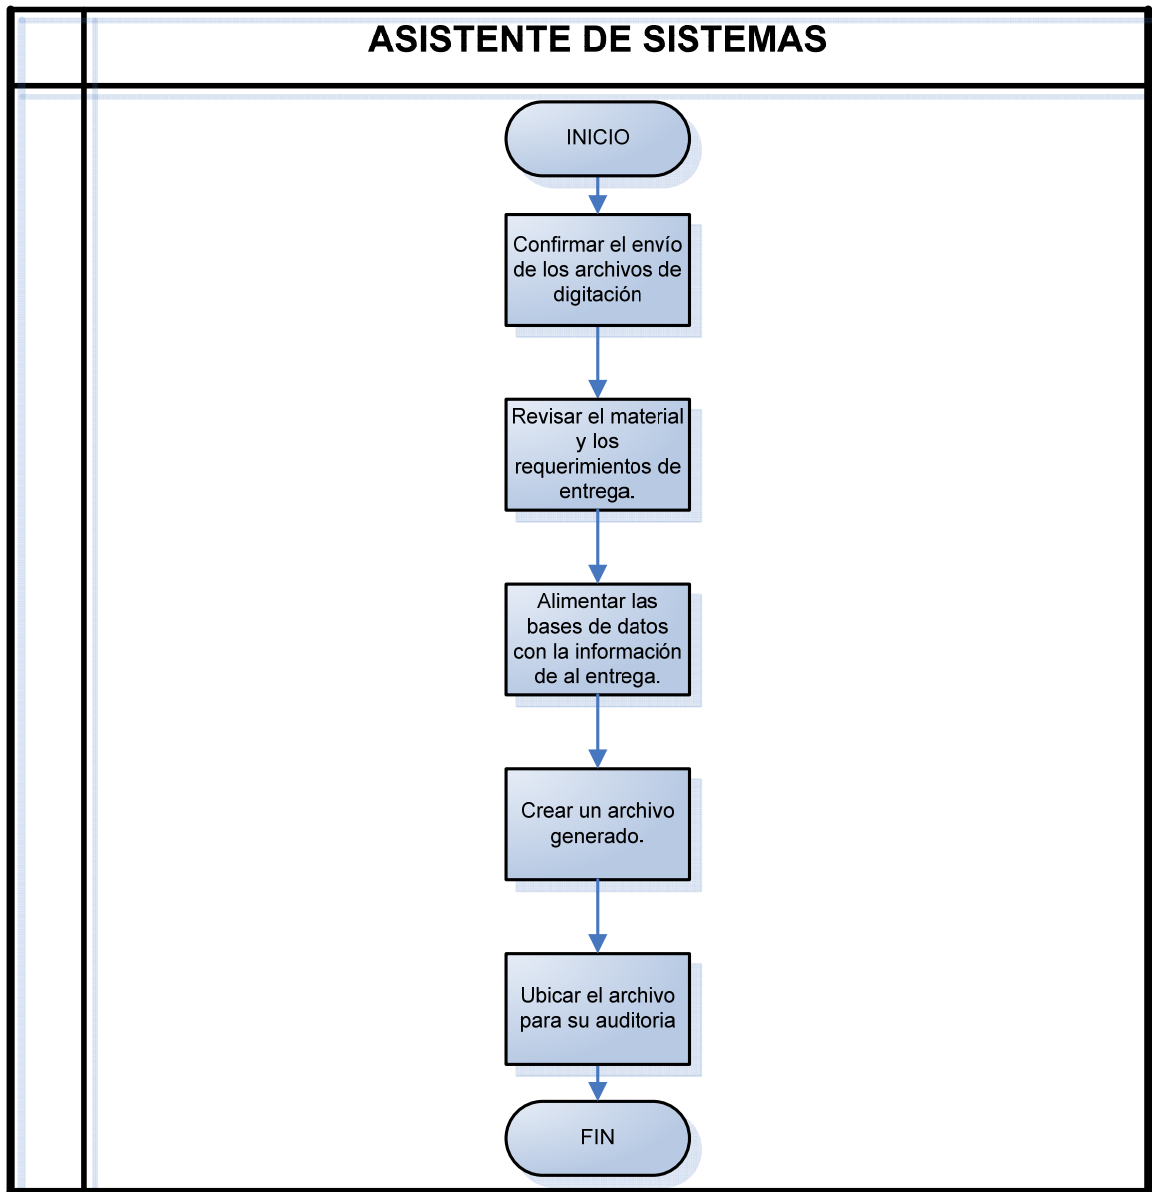 ASISTENTE DE SISTEMAS
INICIO
Confirmar el envío
de los archivos de
digitación
Revisar el material
y los
requerimientos de
entrega.
Alimentar las
bases de datos
con la información
de al entrega.
Crear un archivo
generado.
Ubicar el archivo
para su auditoria
FIN